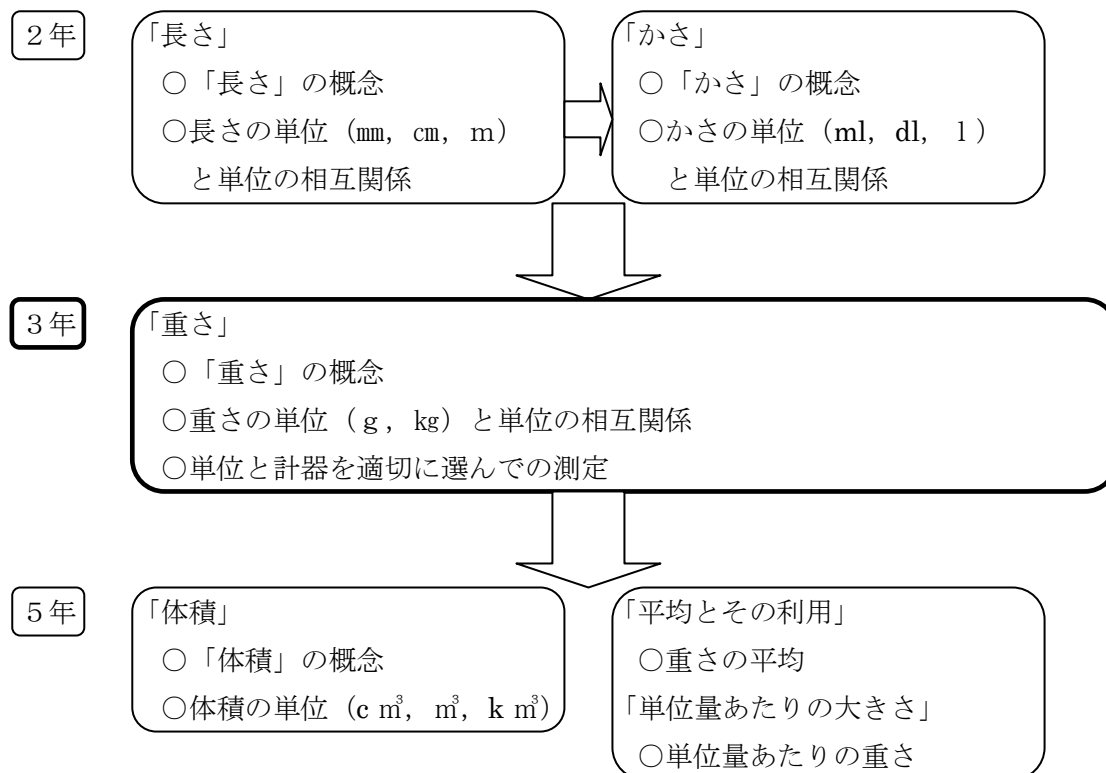 ２年
「長さ」
○「長さ」の概念
○長さの単位（㎜，㎝，ｍ）
と単位の相互関係
「かさ」
○「かさ」の概念
○かさの単位（ml，dl，ｌ）
と単位の相互関係
３年
「重さ」
○「重さ」の概念
○重さの単位（ｇ，㎏）と単位の相互関係
○単位と計器を適切に選んでの測定
５年
「体積」
○「体積」の概念
○体積の単位（c㎥，㎥，k㎥）
「平均とその利用」
○重さの平均
「単位量あたりの大きさ」
○単位量あたりの重さ